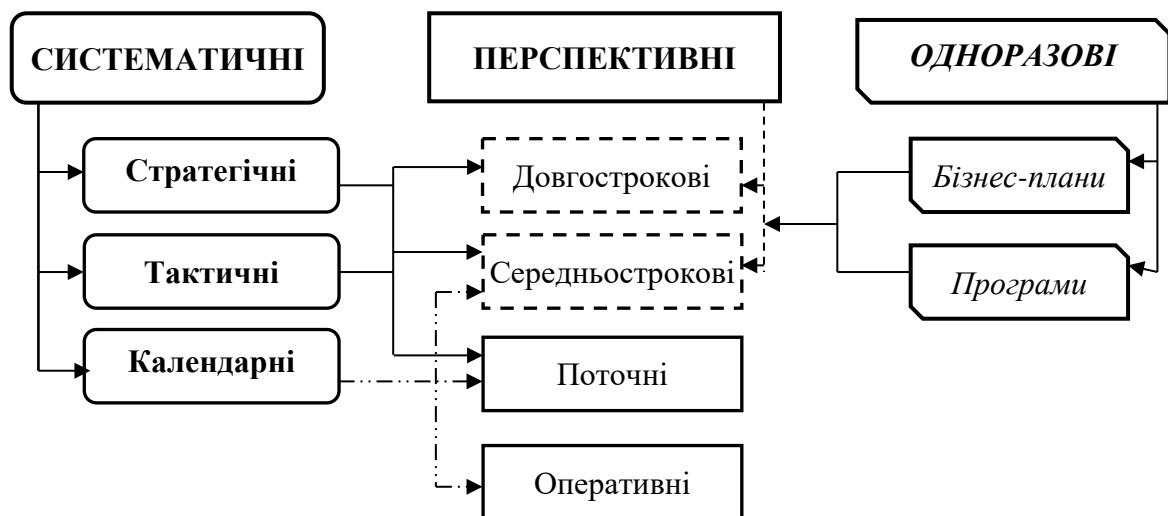 СИСТЕМАТИЧНІ
ПЕРСПЕКТИВНІ
ОДНОРАЗОВІ
Стратегічні
Довгострокові
Бізнес-плани
Тактичні
Середньострокові
Програми
Календарні
Поточні
Оперативні